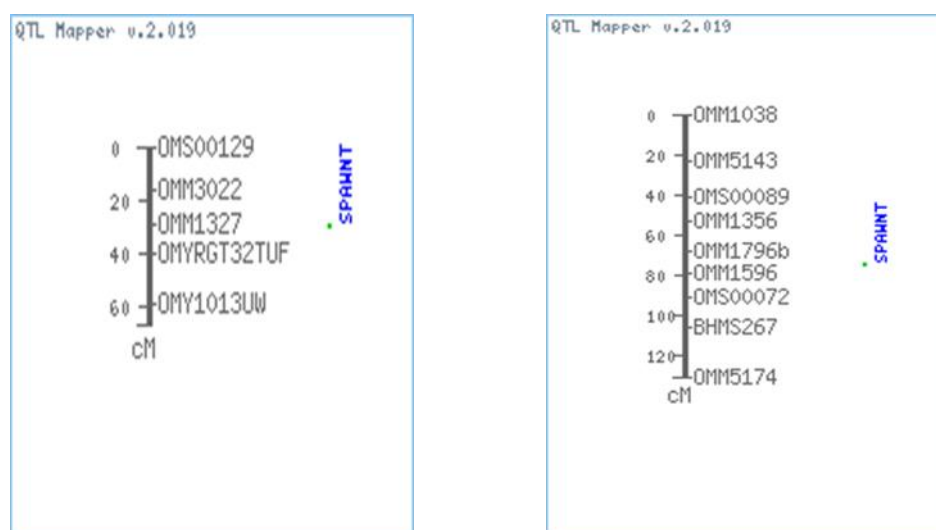 QTL Mapper v.2.019
0
OMS00129
OMM3022
20
OMM1327
40
OMYRGT32TUF
60
OMY1013UW
cM
SPAWNT
QTL Mapper v.2.019
0
OMM1038
20
OMM5143
40
OMS00089
OMM1356
60
OMM1796b
80
OMM1596
OMS00072
100
BHMS267
120
OMM5174
cM
SPAWNT